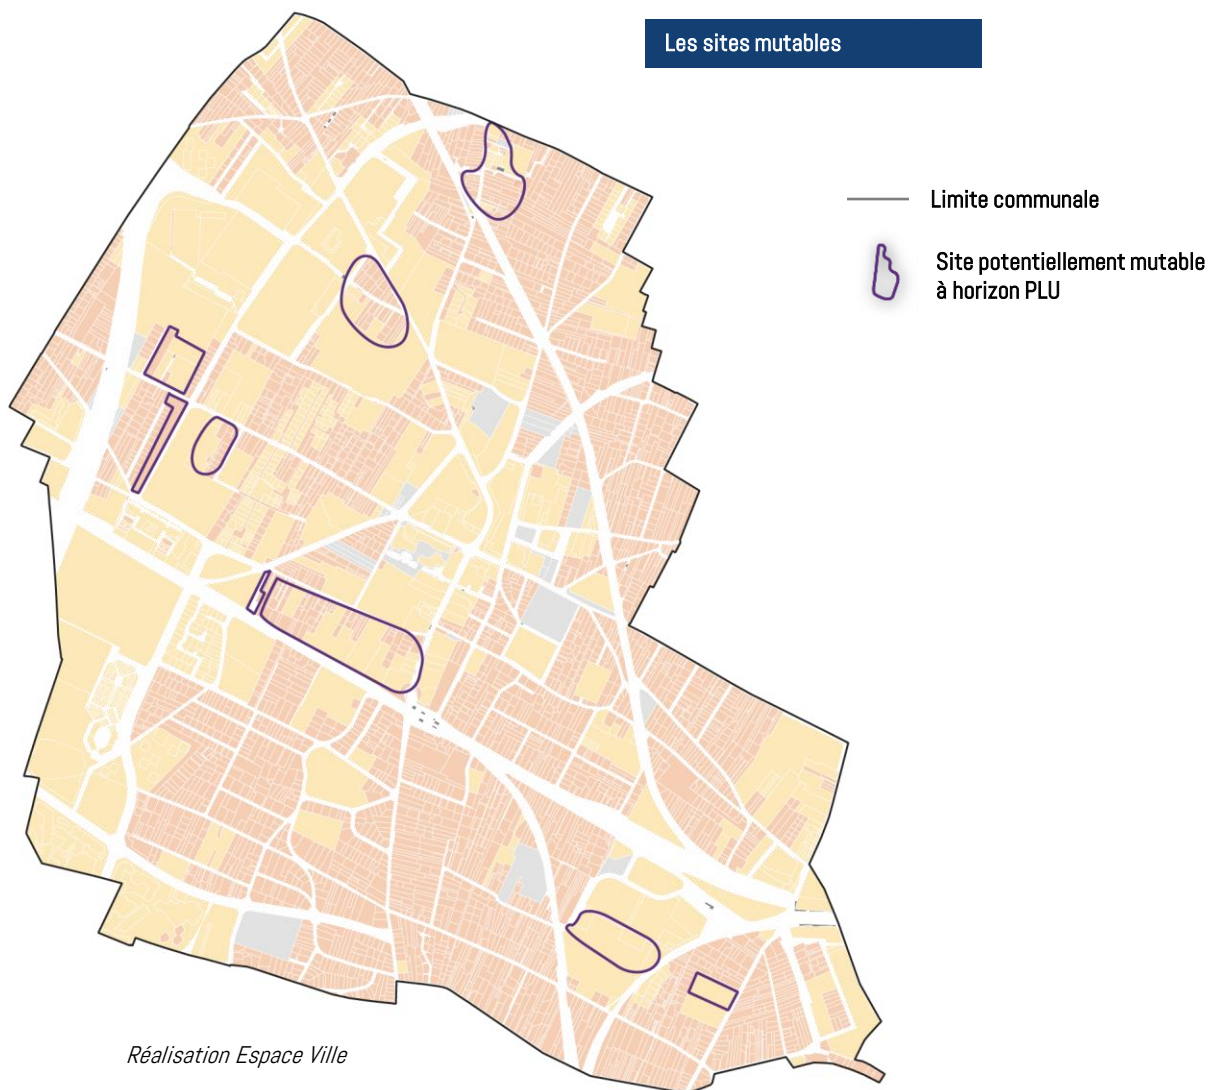 Les sites mutables
Limite communale
Site potentiellement mutable
à horizon PLU
Réalisation Espace Ville